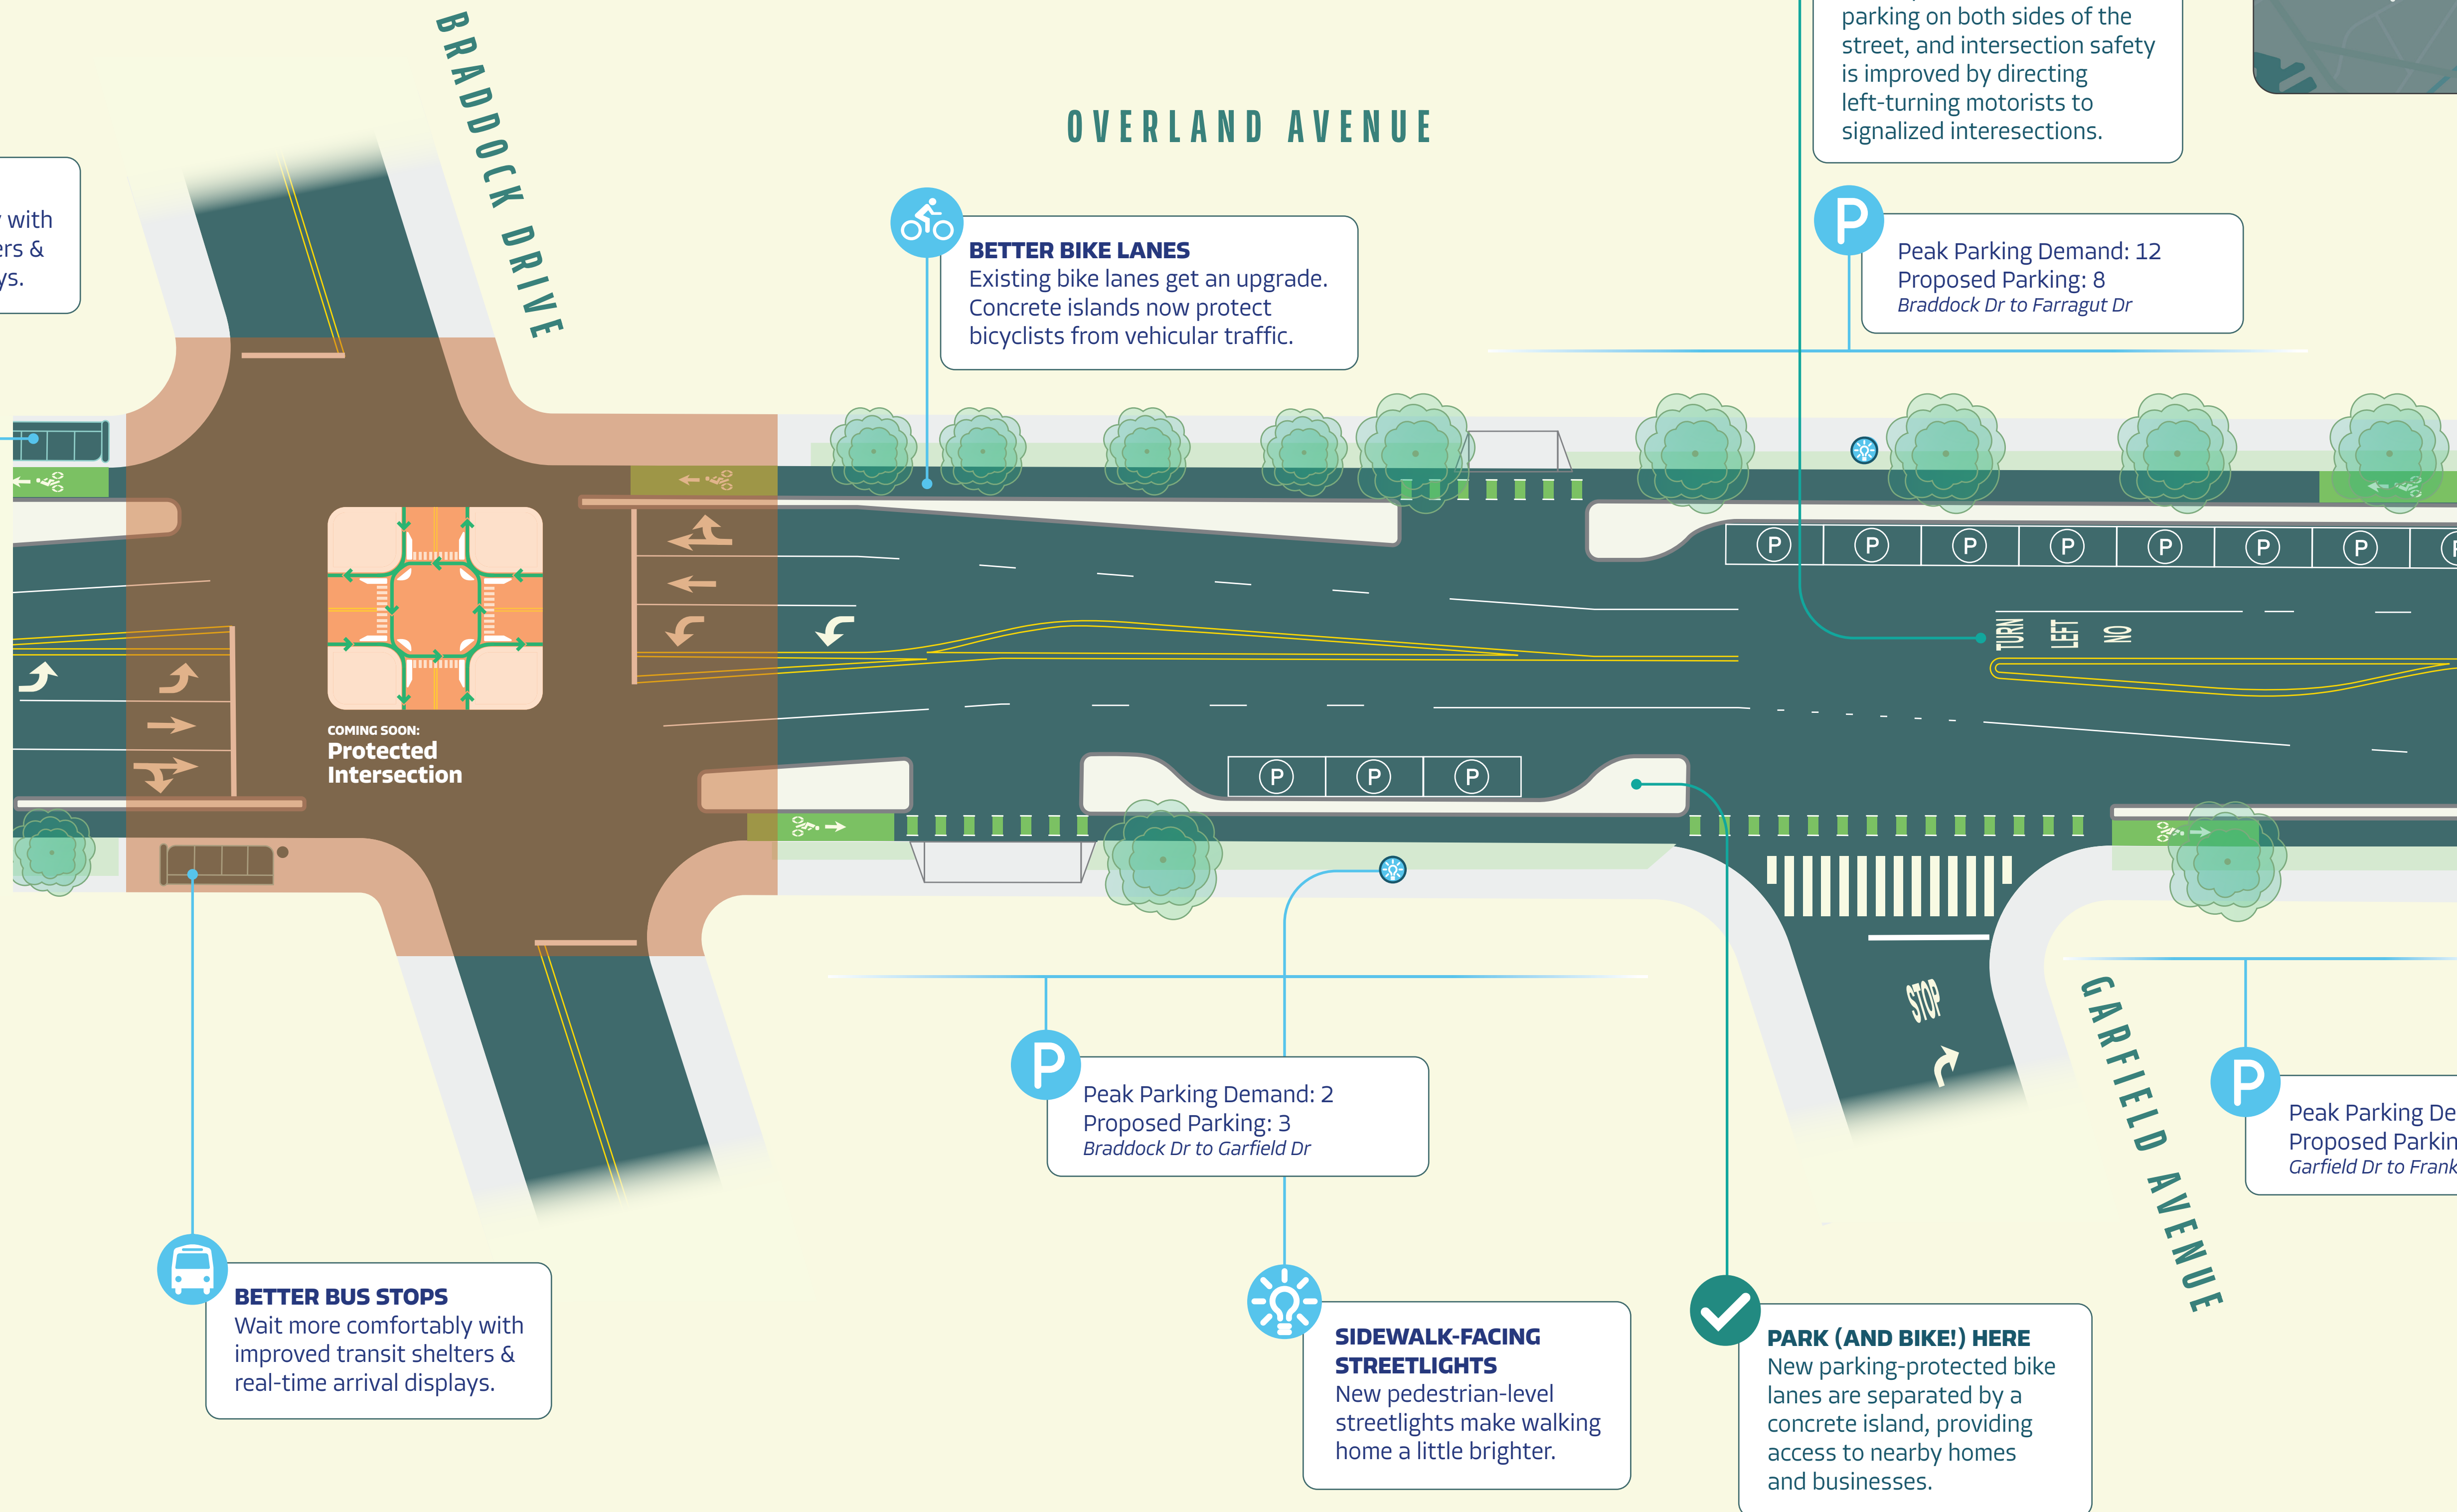 BRADDOCK DRIVE
OVERLAND AVENUE
parking on both sides of the
street, and intersection safety
is improved by directing
left-turning motorists to
signalized interesections.
with
ers &
ys.
BETTER BIKE LANES
Existing bike lanes get an upgrade.
Concrete islands now protect
bicyclists from vehicular traffic.
P
Peak Parking Demand: 12
Proposed Parking: 8
Braddock Dr to Farragut Dr
P P P P P P P P
TURN LEFT NO
COMING SOON:
Protected
Intersection
P P P
STOP
GARFIELD AVENUE
P
Peak Parking Demand: 2
Proposed Parking: 3
Braddock Dr to Garfield Dr
P
Peak Parking De
Proposed Parkin
Garfield Dr to Frank
BETTER BUS STOPS
Wait more comfortably with
improved transit shelters &
real-time arrival displays.
SIDEWALK-FACING
STREETLIGHTS
New pedestrian-level
streetlights make walking
home a little brighter.
PARK (AND BIKE!) HERE
New parking-protected bike
lanes are separated by a
concrete island, providing
access to nearby homes
and businesses.